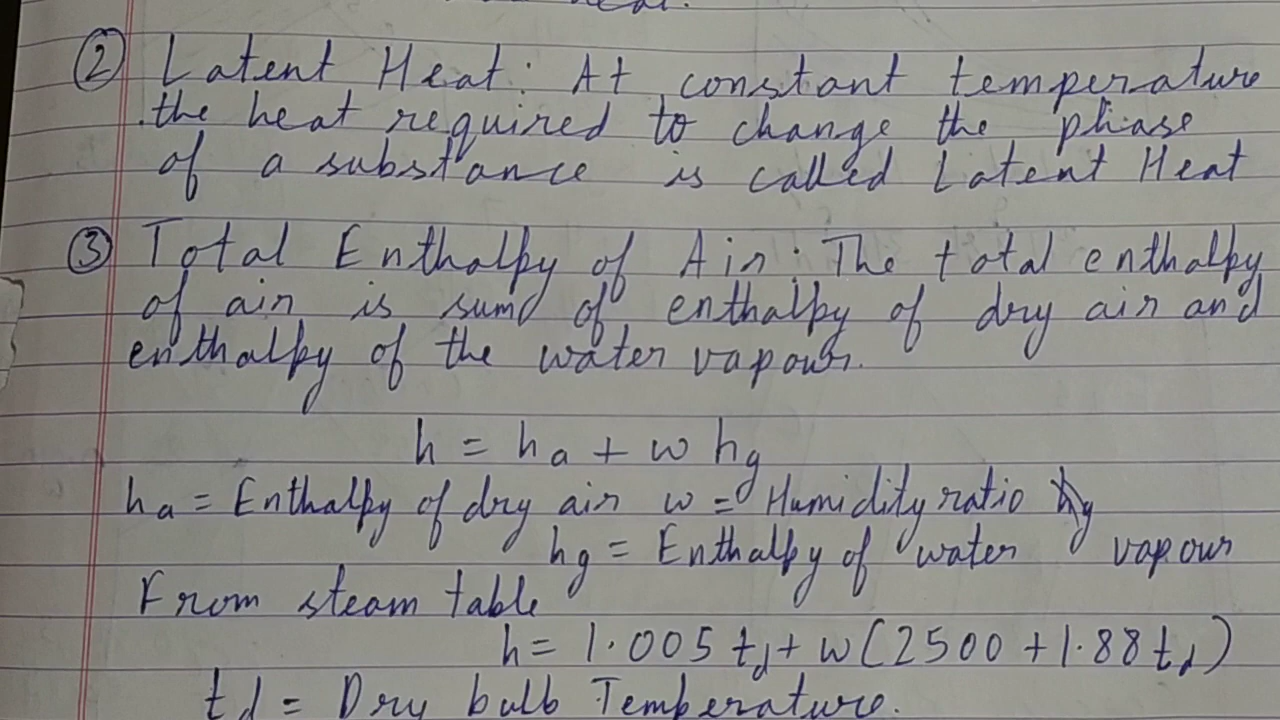 heat.
② Latent Heat: At constant temperature
the heat required to change the phase
of a substance is called Latent Heat
③ Total Enthalpy of Air: The total enthalpy
of air is sum of enthalpy of dry air and
enthalpy of the water vapour.
h = ha + w hg
ha = Enthalpy of dry air w = Humidity ratio
hg = Enthalpy of water vapour
From steam table
h = 1.005 td + w(2500 + 1.88 td)
td = Dry bulb Temperature.